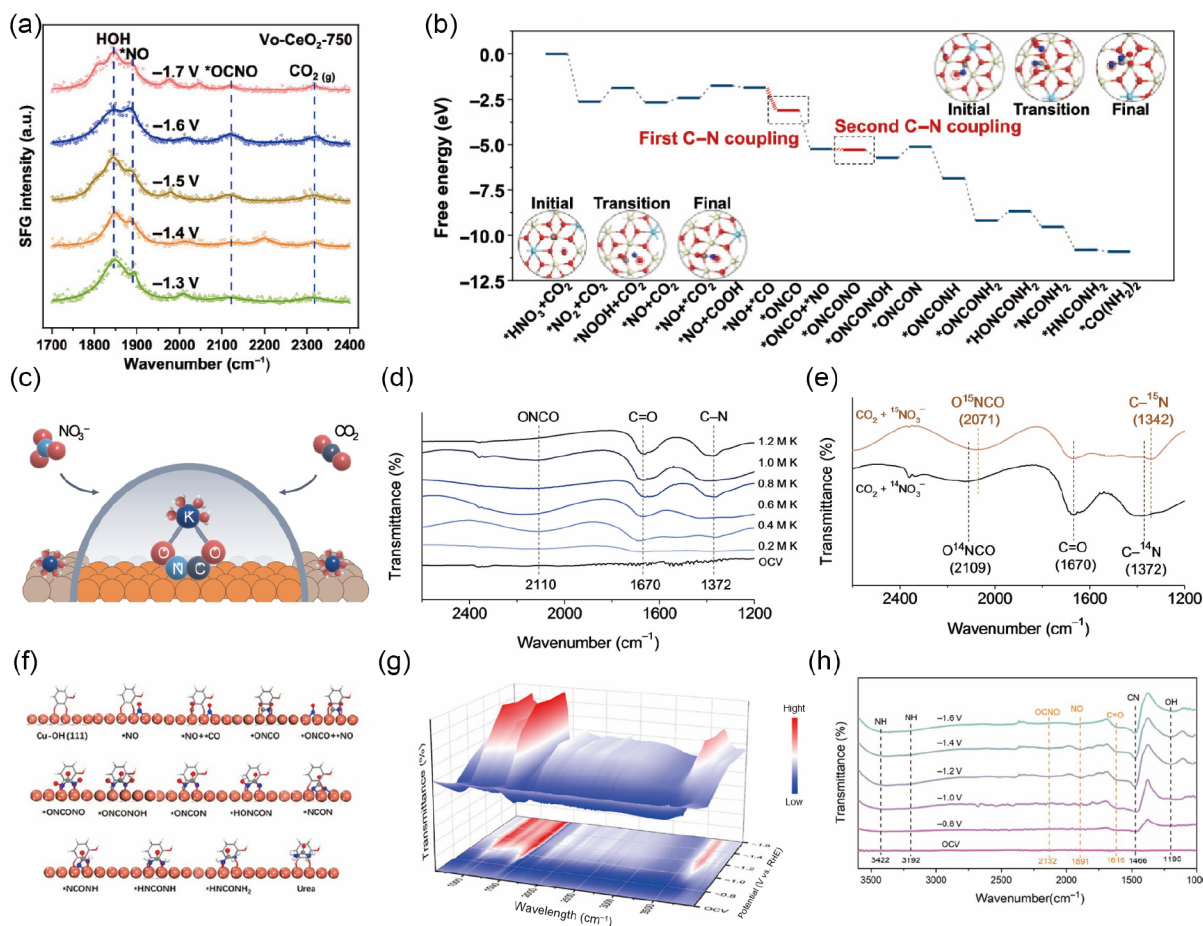 (a)
HOH
*NO
Vo-CeO2-750
*OCNO
CO2 (g)
−1.7 V
−1.6 V
−1.5 V
−1.4 V
−1.3 V
SFG intensity (a.u.)
1700 1800 1900 2000 2100 2200 2300 2400
Wavenumber (cm−1)
(b)
Free energy (eV)
0.0
−2.5
−5.0
−7.5
−10.0
−12.5
Initial Transition Final
First C−N coupling
Second C−N coupling
Initial Transition Final
*HNO3+CO2
*NO2+CO2
*NOOH+CO2
*NO+CO2
*NO+*CO2
*NO+COOH
*NO+*CO
*ONCO
*ONCO+*NO
*ONCONO
*ONCONOH
*ONCON
*ONCONH
*ONCONH2
*HONCONH2
*NCONH2
*HNCONH2
*CO(NH2)2
(c)
NO3−
CO2
K
O O
N C
(d)
ONCO C=O C−N
1.2 M K
1.0 M K
0.8 M K
0.6 M K
0.4 M K
0.2 M K
OCV
2110 1670 1372
Transmittance (%)
2400 2000 1600 1200
Wavenumber (cm−1)
(e)
CO2 + 15NO3−
O15NCO
(2071)
C−15N
(1342)
CO2 + 14NO3−
O14NCO
(2109)
C=O
(1670)
C−14N
(1372)
Transmittance (%)
2400 2000 1600 1200
Wavenumber(cm−1)
(f)
Cu-OH (111) *NO *NO+*CO *ONCO *ONCO+*NO
*ONCONO *ONCONOH *ONCON *HONCON *NCON
*NCONH *HNCONH *HNCONH2 Urea
(g)
Hight
Low
Transmittance (%)
Wavelength (cm−1)
Potential (V vs. RHE)
−1.6
−1.4
−1.2
−1.0
−0.8
OCV
(h)
NH NH OCNO NO C=O CN OH
−1.6 V
−1.4 V
−1.2 V
−1.0 V
−0.8 V
OCV
3422 3192 2132 1891 1616 1466 1195
Transmittance (%)
3500 3000 2500 2000 1500 1000
Wavenumber(cm−1)